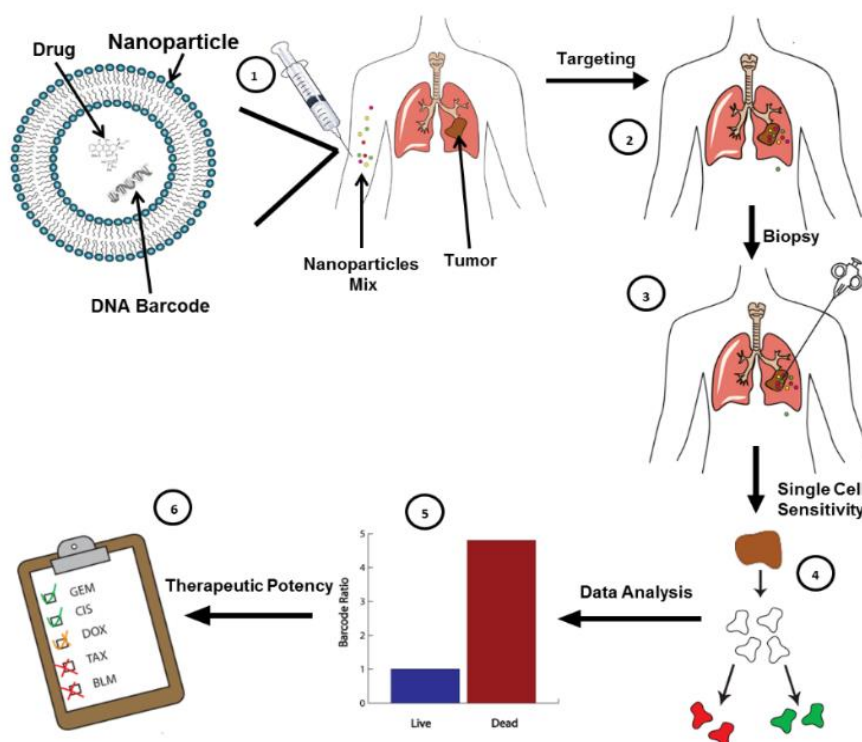 Drug
Nanoparticle
DNA Barcode
1
Nanoparticles
Mix
Tumor
Targeting
2
Biopsy
3
Single Cell
Sensitivity
4
Data Analysis
5
Barcode Ratio
5
4
3
2
1
0
Live
Dead
Therapeutic Potency
6
GEM
CIS
DOX
TAX
BLM